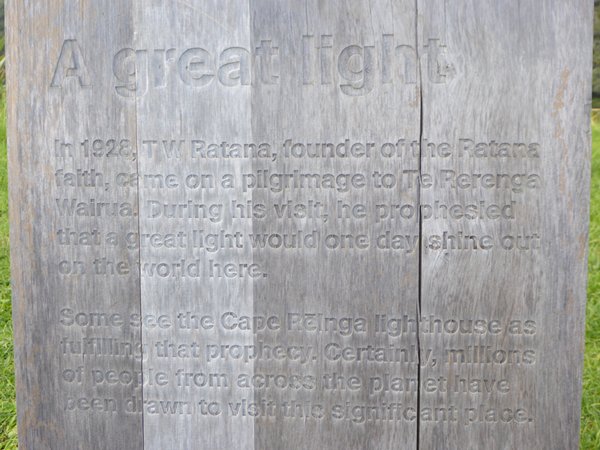 A great light
In 1928, T W Ratana, founder of the Ratana
faith, came on a pilgrimage to Te Rerenga
Wairua. During his visit, he prophesied
that a great light would one day shine out
on the world here.
Some see the Cape Rēinga lighthouse as
fulfilling that prophecy. Certainly, millions
of people from across the planet have
been drawn to visit this significant place.